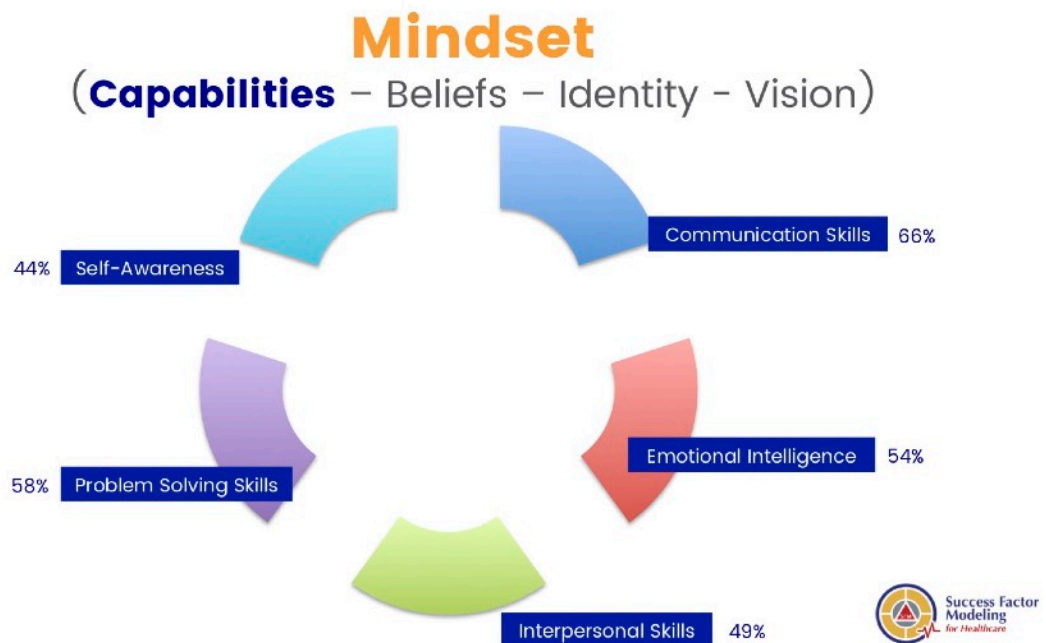 Mindset
(Capabilities – Beliefs – Identity - Vision)
Communication Skills 66%
44% Self-Awareness
Emotional Intelligence 54%
58% Problem Solving Skills
Interpersonal Skills 49%
Success Factor
Modeling
for Healthcare